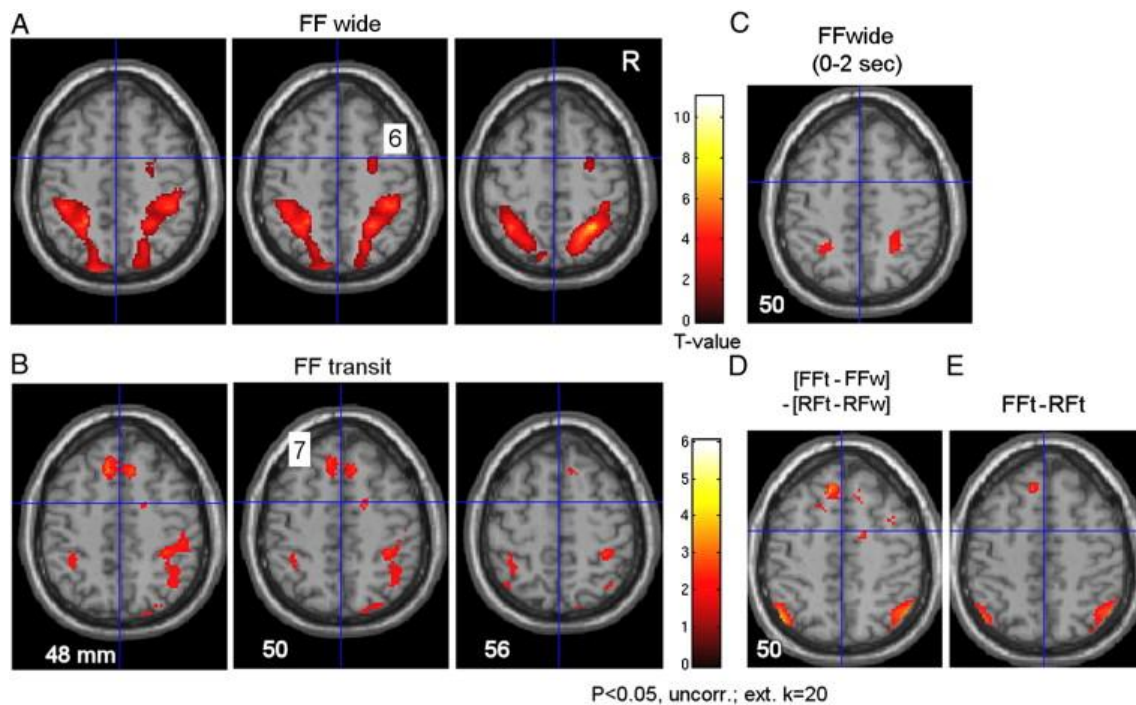 A
FF wide
R
6
10
8
6
4
2
0
T-value
C
FFwide
(0-2 sec)
50
B
FF transit
7
48 mm
50
56
6
5
4
3
2
1
0
D
[FFt-FFw]
-[RFt-RFw]
50
E
FFt-RFt
P<0.05, uncorr.; ext. k=20